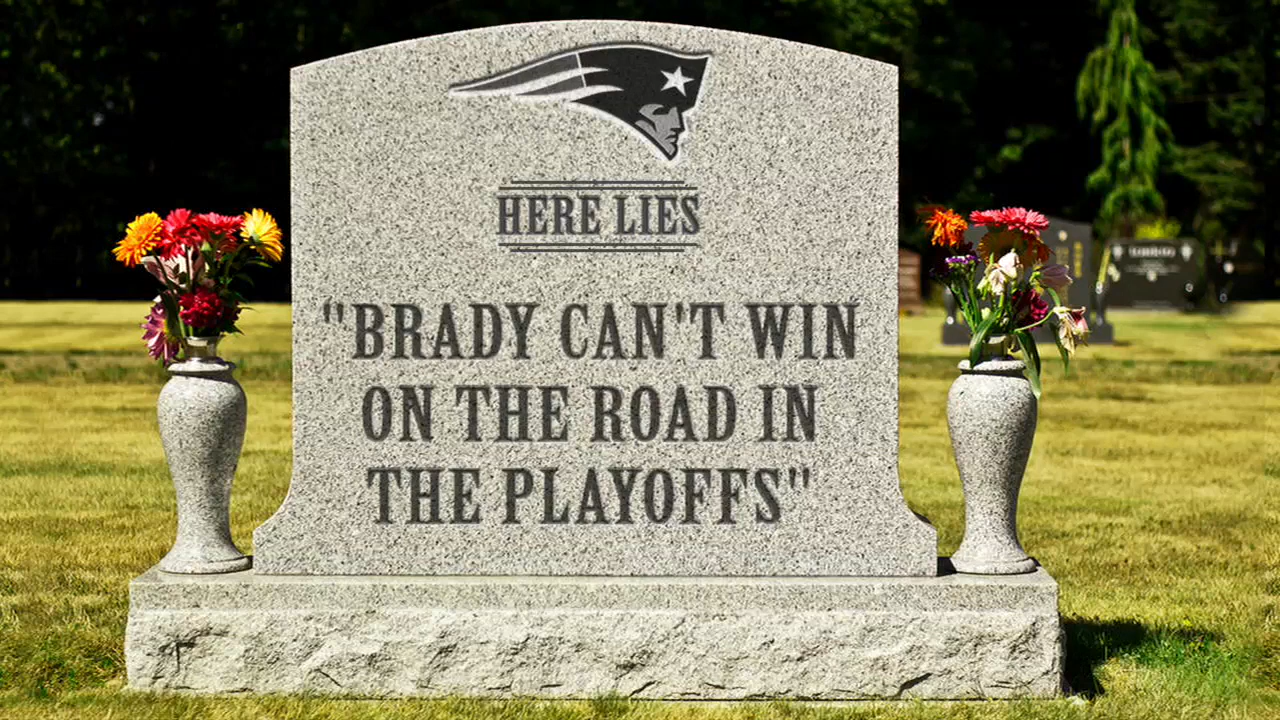 HERE LIES
"BRADY CAN'T WIN
ON THE ROAD IN
THE PLAYOFFS"